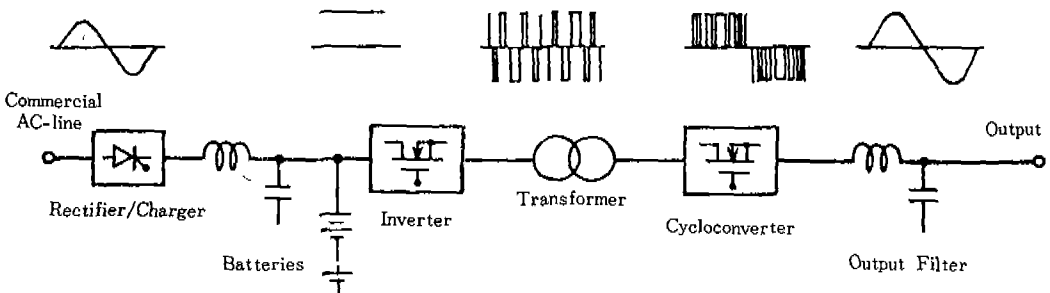 Commercial
AC-line
Rectifier/Charger
Batteries
Inverter
Transformer
Cycloconverter
Output Filter
Output